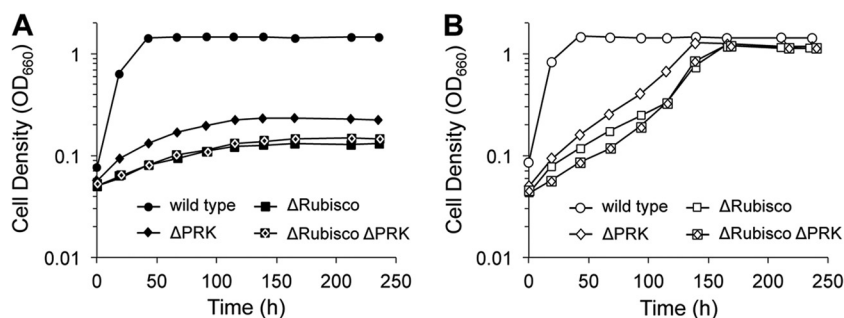 A
Cell Density (OD660)
1
0.1
0.01
wild type
ΔRubisco
ΔPRK
ΔRubisco ΔPRK
0 50 100 150 200 250
Time (h)
B
Cell Density (OD660)
1
0.1
0.01
wild type
ΔRubisco
ΔPRK
ΔRubisco ΔPRK
0 50 100 150 200 250
Time (h)